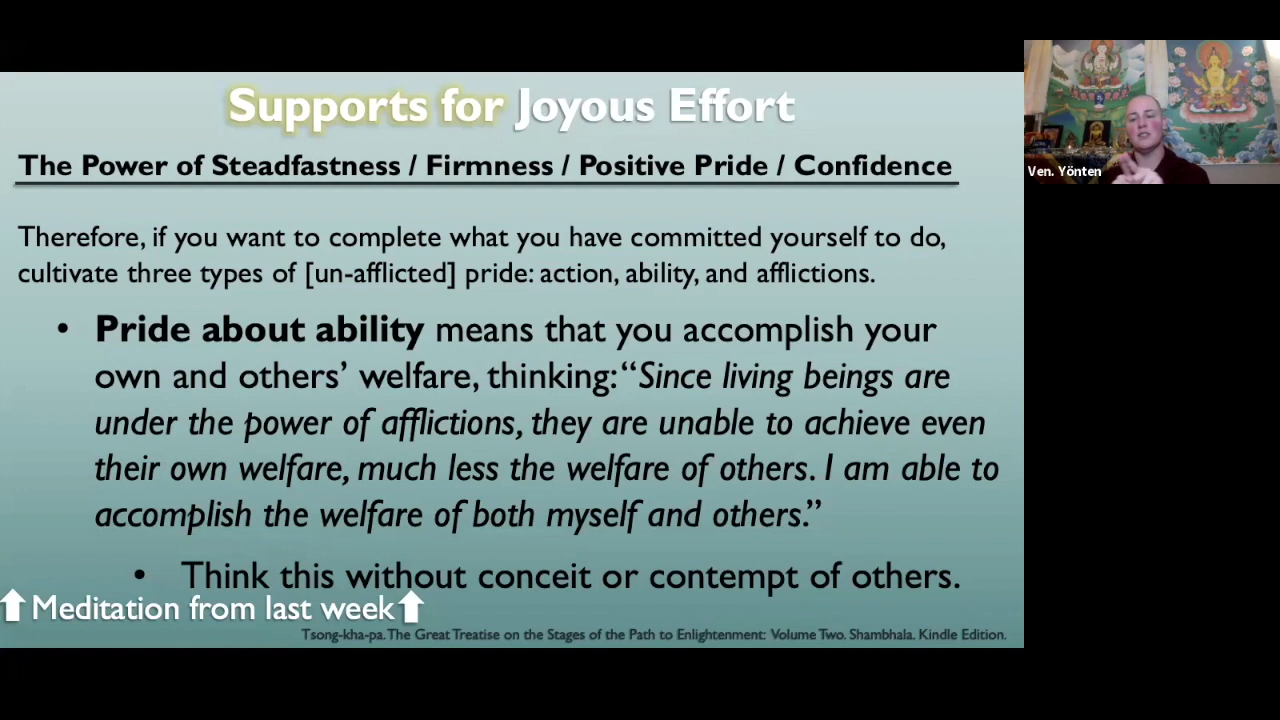 Supports for Joyous Effort
The Power of Steadfastness / Firmness / Positive Pride / Confidence
Therefore, if you want to complete what you have committed yourself to do,
cultivate three types of [un-afflicted] pride: action, ability, and afflictions.
• Pride about ability means that you accomplish your
own and others’ welfare, thinking: “Since living beings are
under the power of afflictions, they are unable to achieve even
their own welfare, much less the welfare of others. I am able to
accomplish the welfare of both myself and others.”
• Think this without conceit or contempt of others.
⬆Meditation from last week⬆
Tsong-kha-pa. The Great Treatise on the Stages of the Path to Enlightenment: Volume Two. Shambhala. Kindle Edition.
Ven. Yönten